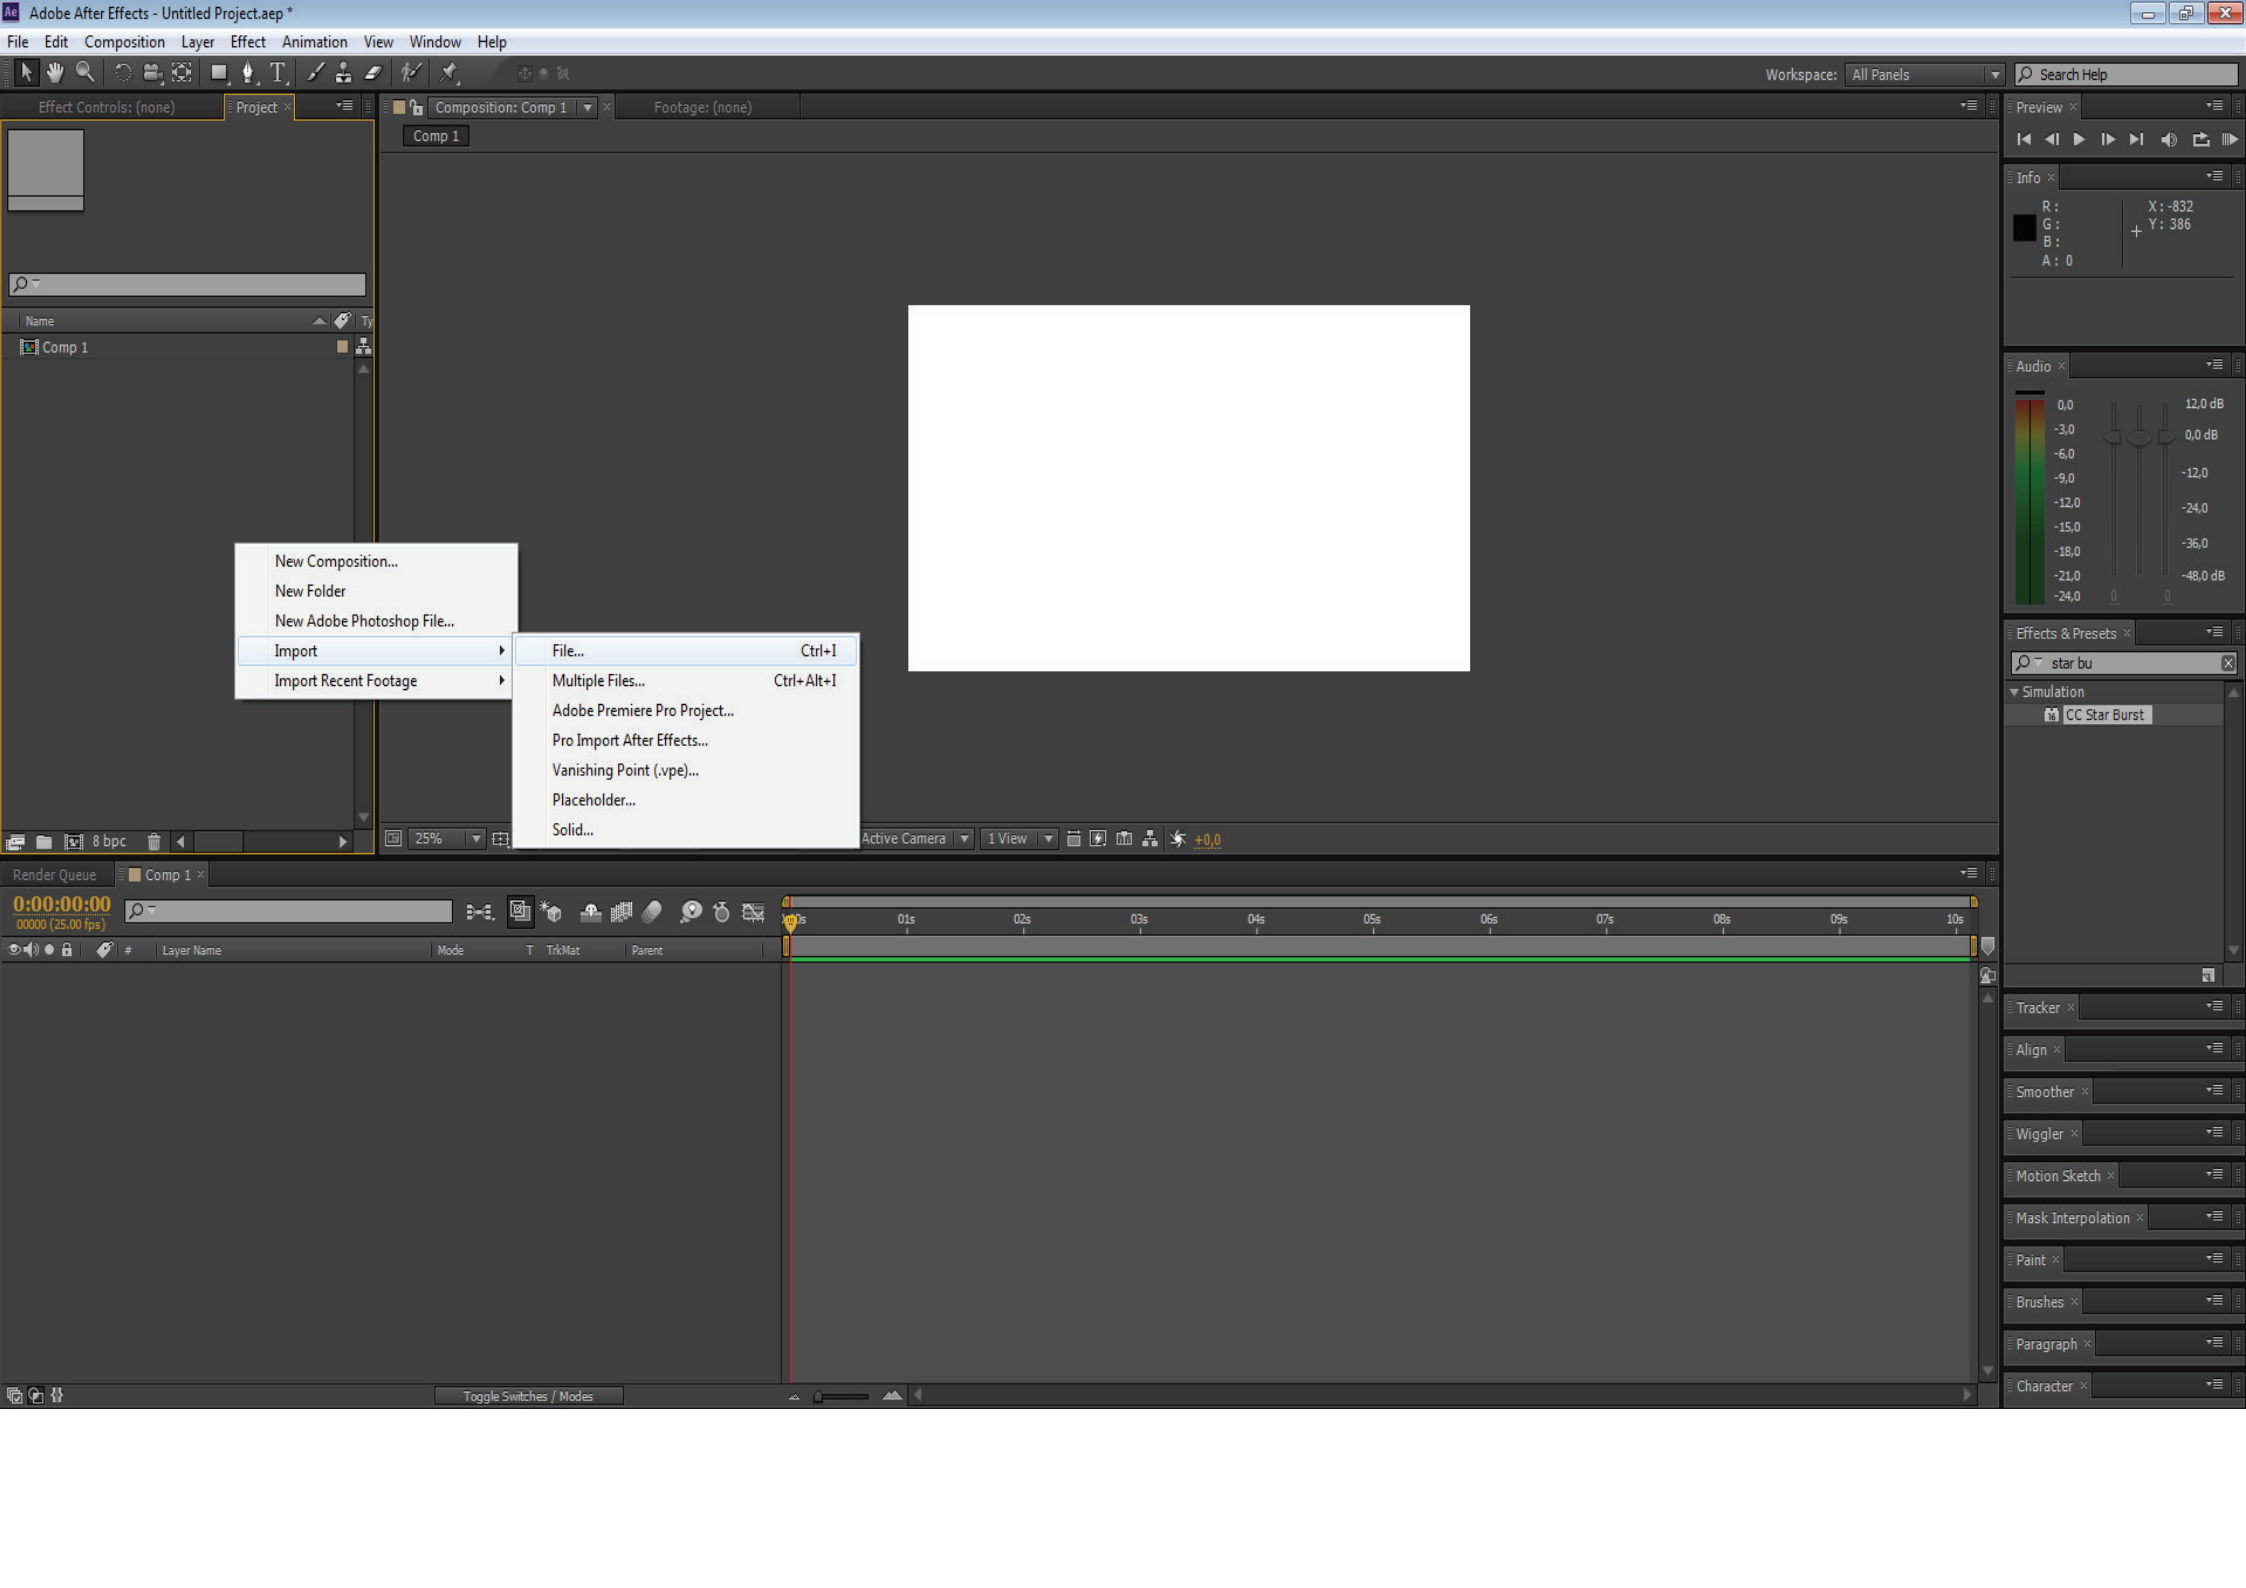 Ae Adobe After Effects - Untitled Project.aep *
File Edit Composition Layer Effect Animation View Window Help
Workspace: All Panels
Search Help
Effect Controls: (none)
Project
Composition: Comp 1
Footage: (none)
Comp 1
Name
Ty
Comp 1
New Composition...
New Folder
New Adobe Photoshop File...
Import
Import Recent Footage
File... Ctrl+I
Multiple Files... Ctrl+Alt+I
Adobe Premiere Pro Project...
Pro Import After Effects...
Vanishing Point (.vpe)...
Placeholder...
Solid...
8 bpc
25%
Active Camera
1 View
+0,0
Preview
Info
R :
G :
B :
A : 0
X : -832
Y : 386
Audio
0,0
-3,0
-6,0
-9,0
-12,0
-15,0
-18,0
-21,0
-24,0
0
0
12,0 dB
0,0 dB
-12,0
-24,0
-36,0
-48,0 dB
Effects & Presets
star bu
Simulation
16 CC Star Burst
Tracker
Align
Smoother
Wiggler
Motion Sketch
Mask Interpolation
Paint
Brushes
Paragraph
Character
Render Queue
Comp 1
0:00:00:00
00000 (25.00 fps)
# Layer Name Mode T TrkMat Parent
01s 02s 03s 04s 05s 06s 07s 08s 09s 10s
Toggle Switches / Modes